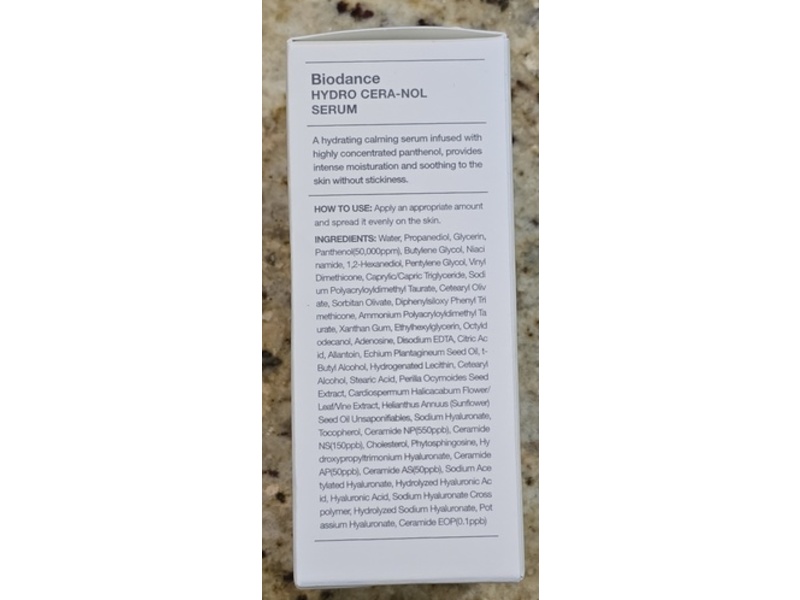 Biodance
HYDRO CERA-NOL
SERUM
A hydrating calming serum infused with
highly concentrated panthenol, provides
intense moisturation and soothing to the
skin without stickiness.
HOW TO USE: Apply an appropriate amount
and spread it evenly on the skin.
INGREDIENTS: Water, Propanediol, Glycerin,
Panthenol(50,000ppm), Butylene Glycol, Niaci
namide, 1,2-Hexanediol, Pentylene Glycol, Vinyl
Dimethicone, Caprylic/Capric Triglyceride, Sodi
um Polyacryloyldimethyl Taurate, Cetearyl Oliv
ate, Sorbitan Olivate, Diphenylsiloxy Phenyl Tri
methicone, Ammonium Polyacryloyldimethyl Ta
urate, Xanthan Gum, Ethylhexylglycerin, Octyld
odecanol, Adenosine, Disodium EDTA, Citric Ac
id, Allantoin, Echium Plantagineum Seed Oil, t-
Butyl Alcohol, Hydrogenated Lecithin, Cetearyl
Alcohol, Stearic Acid, Perilla Ocymoides Seed
Extract, Cardiospermum Halicacabum Flower/
Leaf/Vine Extract, Helianthus Annuus (Sunflower)
Seed Oil Unsaponifiables, Sodium Hyaluronate,
Tocopherol, Ceramide NP(550ppb), Ceramide
NS(150ppb), Cholesterol, Phytosphingosine, Hy
droxypropyltrimonium Hyaluronate, Ceramide
AP(50ppb), Ceramide AS(50ppb), Sodium Ace
tylated Hyaluronate, Hydrolyzed Hyaluronic Ac
id, Hyaluronic Acid, Sodium Hyaluronate Cross
polymer, Hydrolyzed Sodium Hyaluronate, Pot
assium Hyaluronate, Ceramide EOP(0.1ppb)